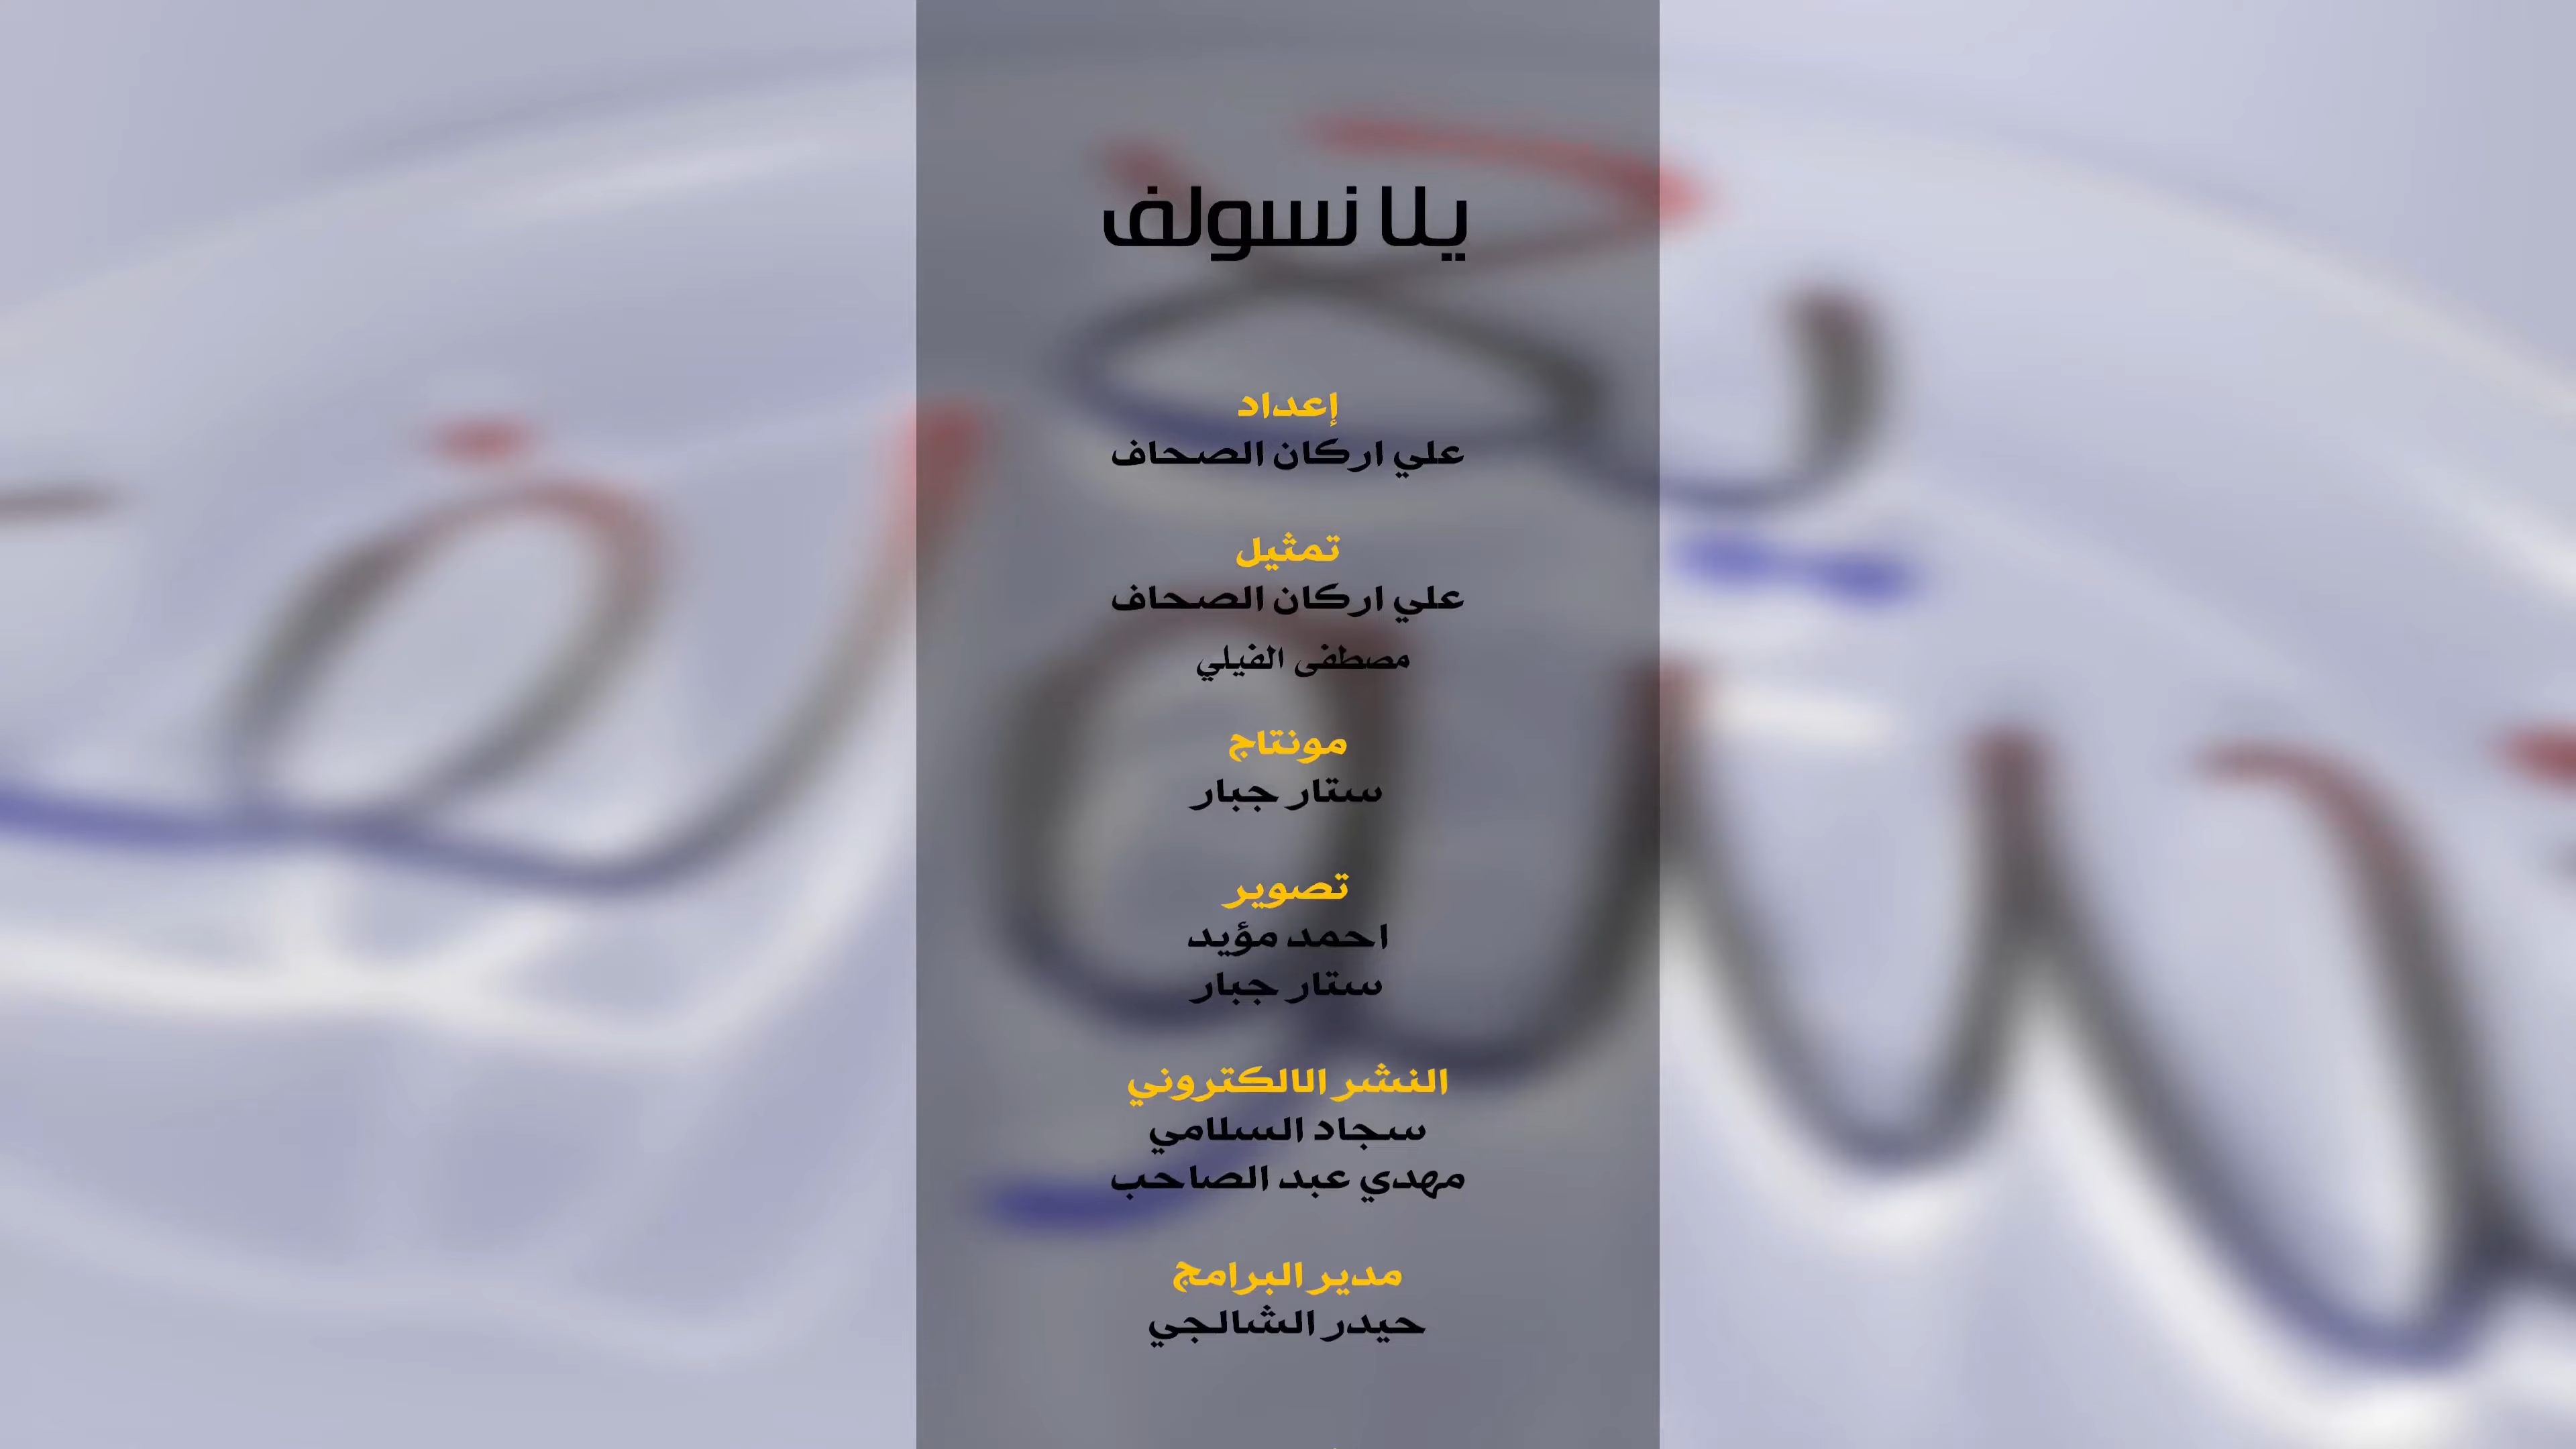 يلا نسولف
إعداد
علي اركان الصحاف
تمثيل
علي اركان الصحاف
مصطفى الفيلي
مونتاج
ستار جبار
تصوير
احمد مؤيد
ستار جبار
النشر الالكتروني
سجاد السلامي
مهدي عبد الصاحب
مدير البرامج
حيدر الشالجي